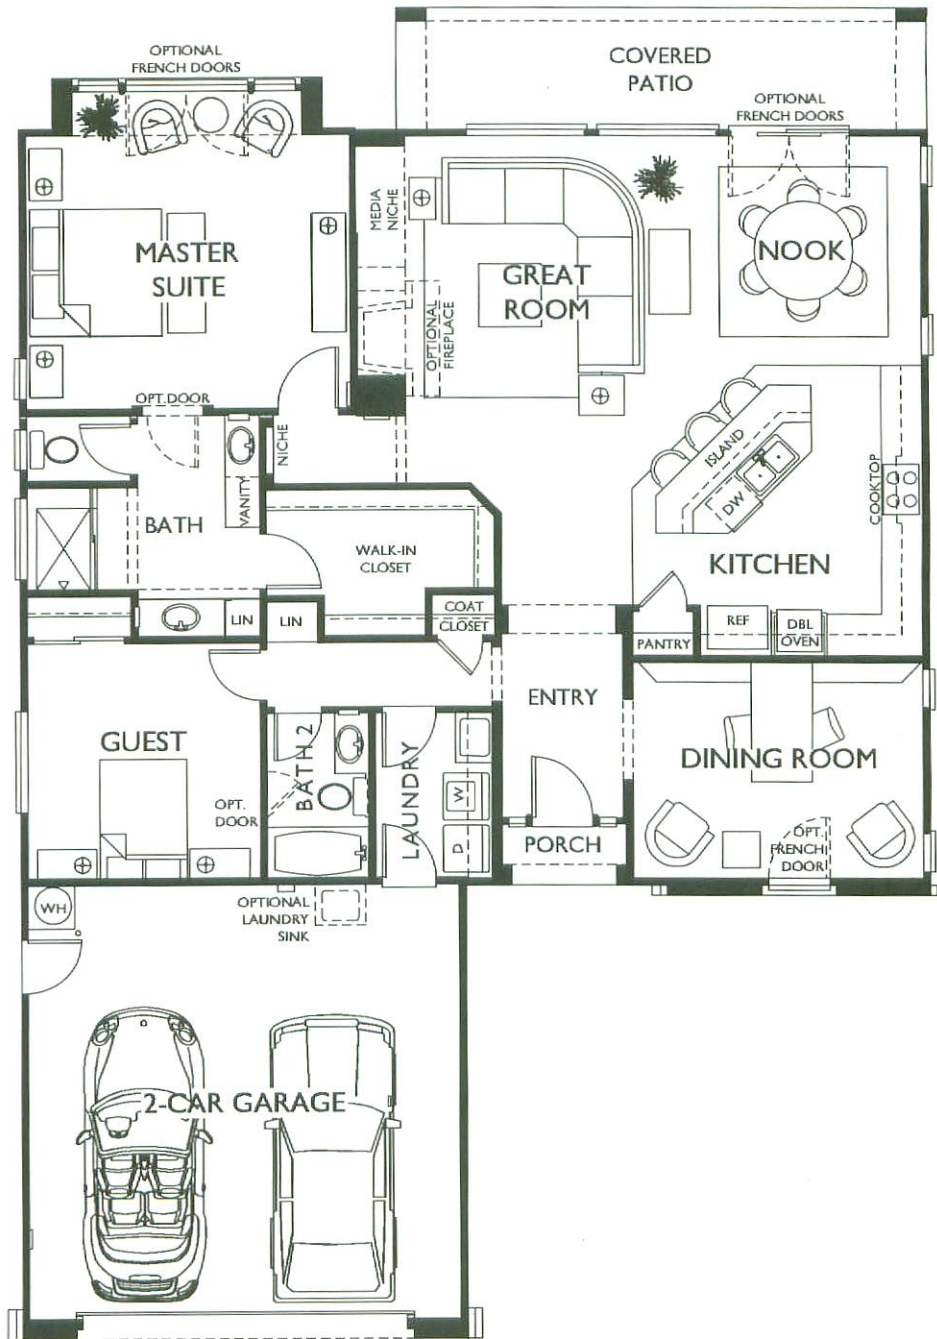 OPTIONAL
FRENCH DOORS
COVERED
PATIO
OPTIONAL
FRENCH DOORS
MEDIA
NICHE
MASTER
SUITE
GREAT
ROOM
NOOK
OPTIONAL
FIREPLACE
OPT. DOOR
NICHE
VANITY
BATH
ISLAND
DW
COOKTOP
WALK-IN
CLOSET
KITCHEN
LIN
LIN
COAT
CLOSET
REF
DBL
OVEN
PANTRY
ENTRY
GUEST
BATH 2
LAUNDRY
W
D
DINING ROOM
OPT.
DOOR
OPT.
FRENCH
DOOR
PORCH
WH
OPTIONAL
LAUNDRY
SINK
2-CAR GARAGE